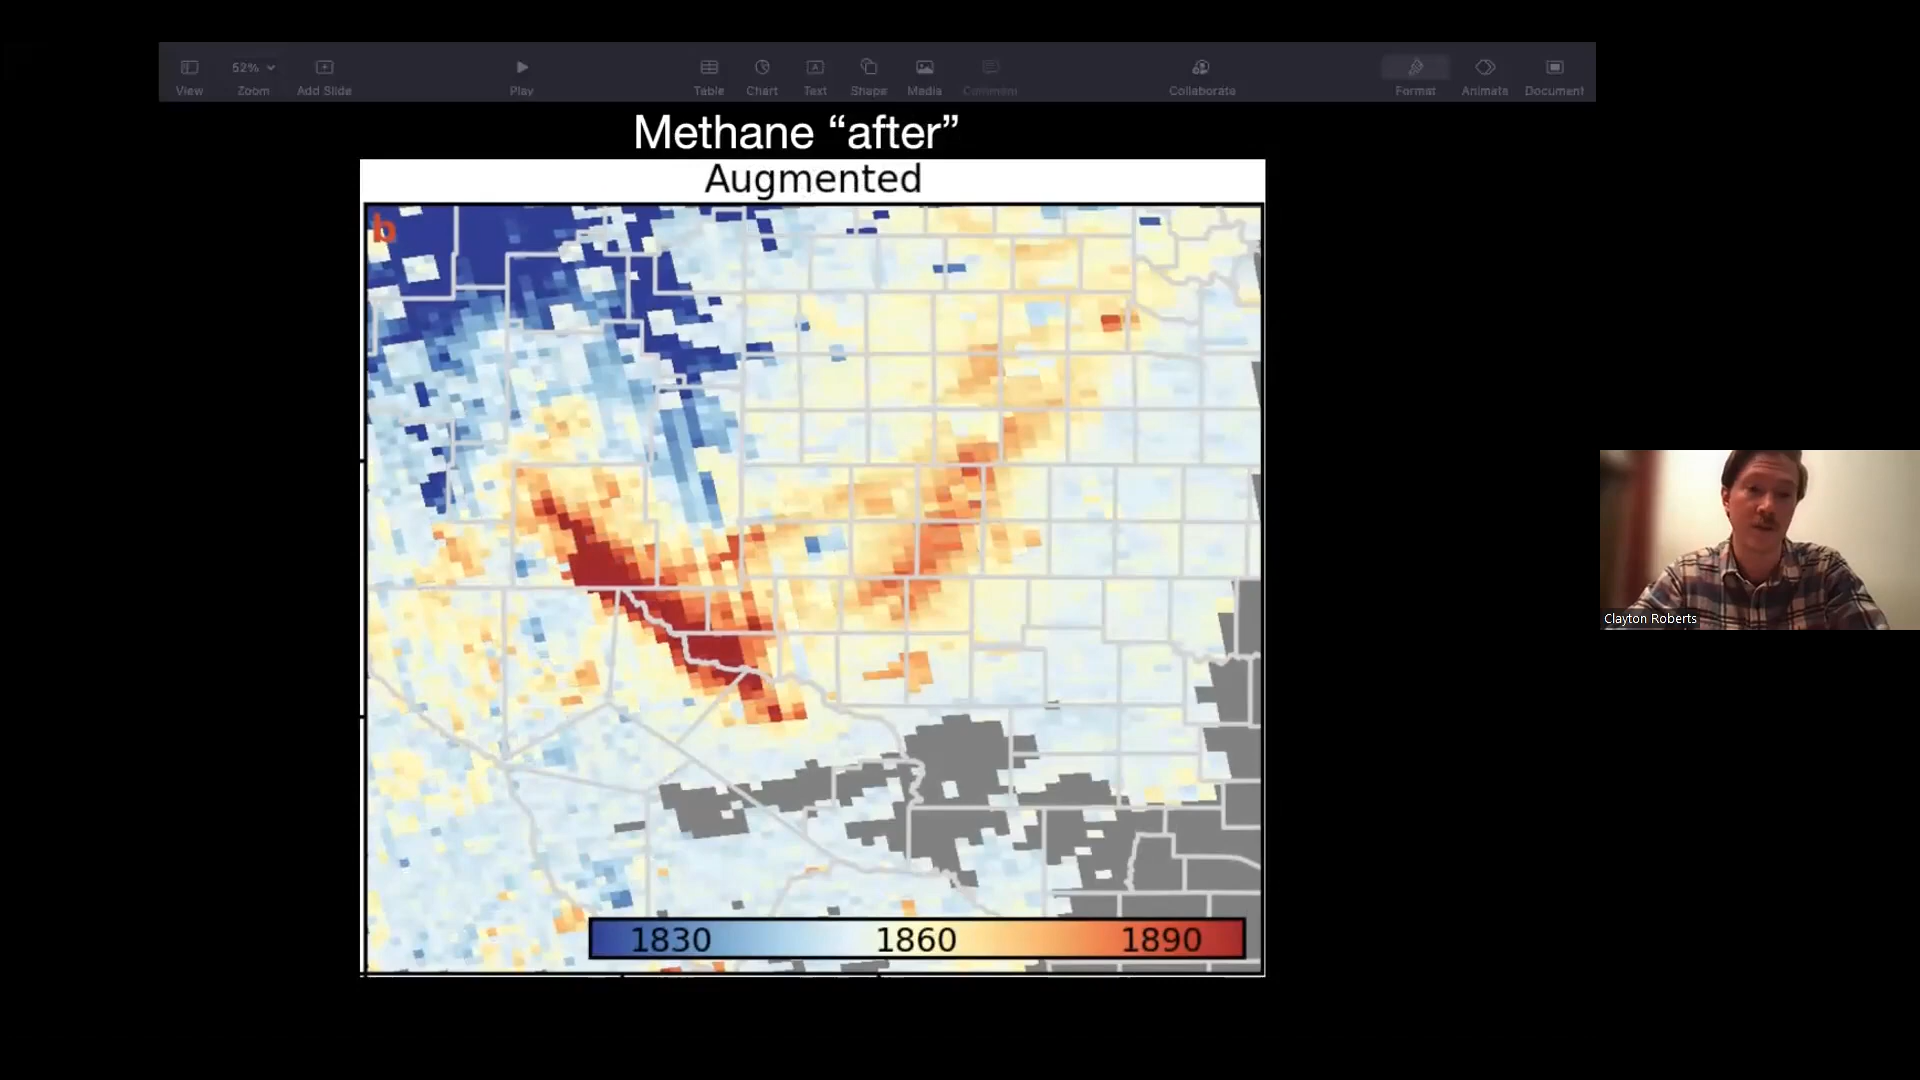 52%
View
Zoom
Add Slide
Play
Table
Chart
Text
Shape
Media
Comment
Collaborate
Format
Animate
Document
Methane “after”
Augmented
b
1830
1860
1890
Clayton Roberts